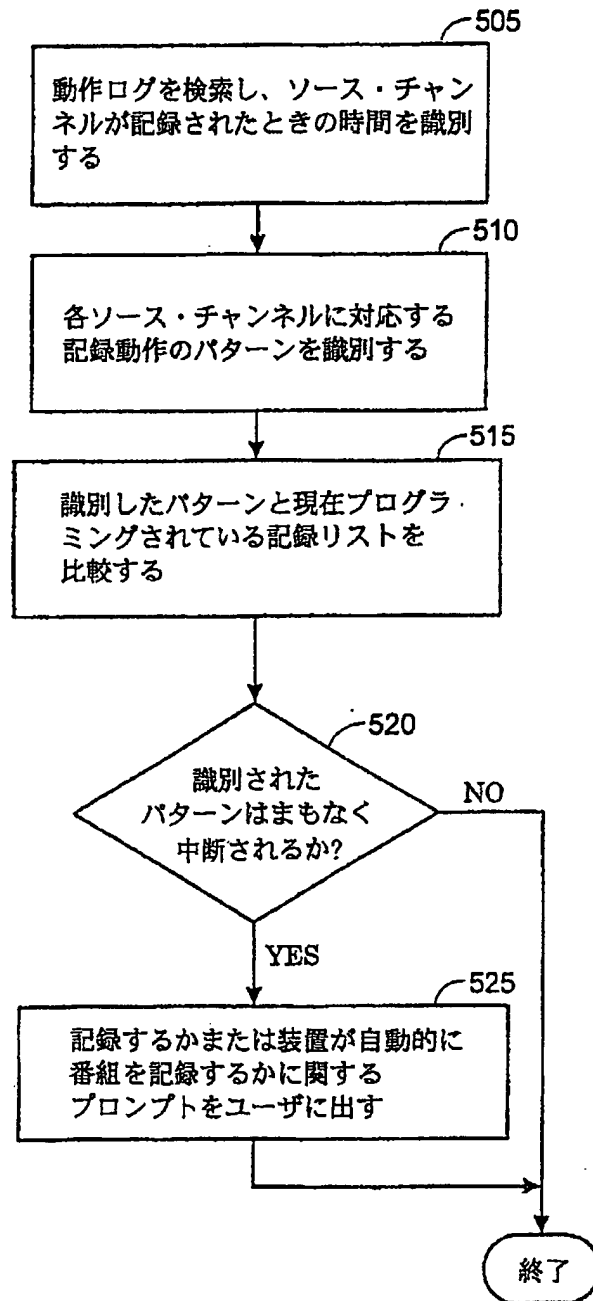 505
動作ログを検索し、ソース・チャン
ネルが記録されたときの時間を識別
する
510
各ソース・チャンネルに対応する
記録動作のパターンを識別する
515
識別したパターンと現在プログラ
ミングされている記録リストを
比較する
520
識別された
パターンはまもなく
中断されるか?
NO
YES
525
記録するかまたは装置が自動的に
番組を記録するかに関する
プロンプトをユーザに出す
終了